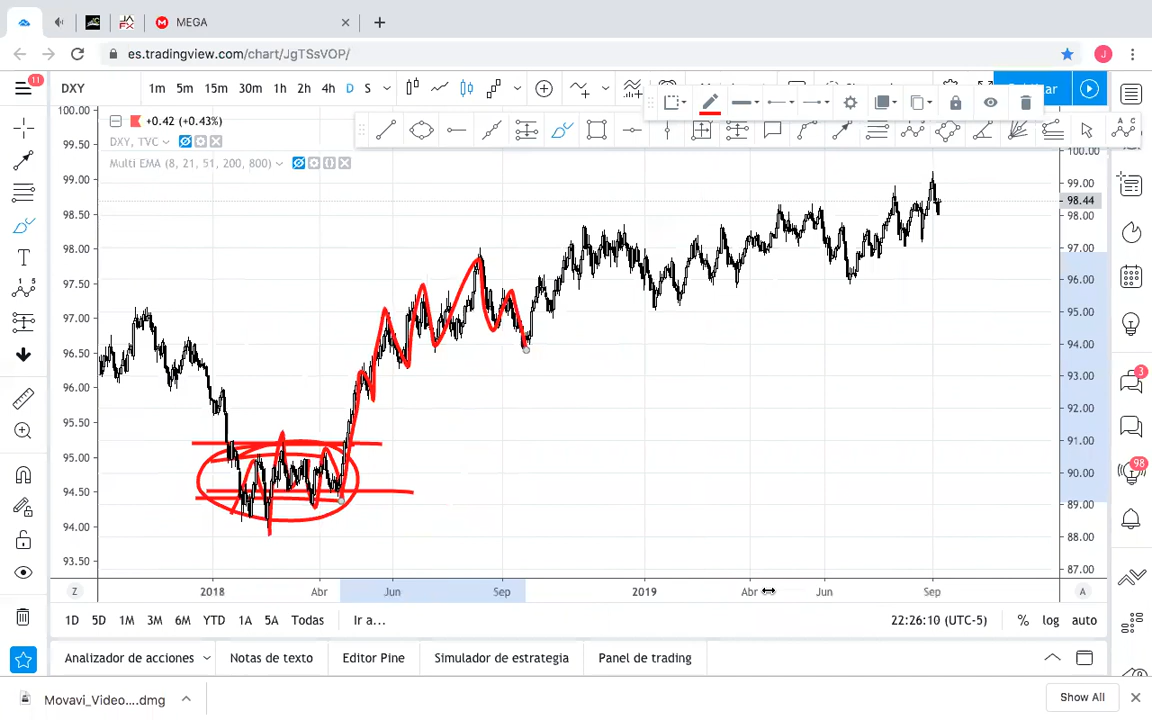 MEGA
es.tradingview.com/chart/JgTSsVOP/
J
11
DXY 1m 5m 15m 30m 1h 2h 4h D S
100.00 +0.42 (+0.43%)
DXY, TVC
Multi EMA (8, 21, 51, 200, 800)
99.50
99.00
98.50
98.00
97.50
97.00
96.50
96.00
95.50
95.00
94.50
94.00
93.50
100.00
99.00
98.44
98.00
97.00
96.00
95.00
94.00
93.00
92.00
91.00
90.00
89.00
88.00
87.00
3
98
Z 2018 Abr Jun Sep 2019 Abr Jun Sep A
1D 5D 1M 3M 6M YTD 1A 5A Todas Ir a... 22:26:10 (UTC-5) % log auto
Analizador de acciones Notas de texto Editor Pine Simulador de estrategia Panel de trading
Movavi_Video....dmg Show All